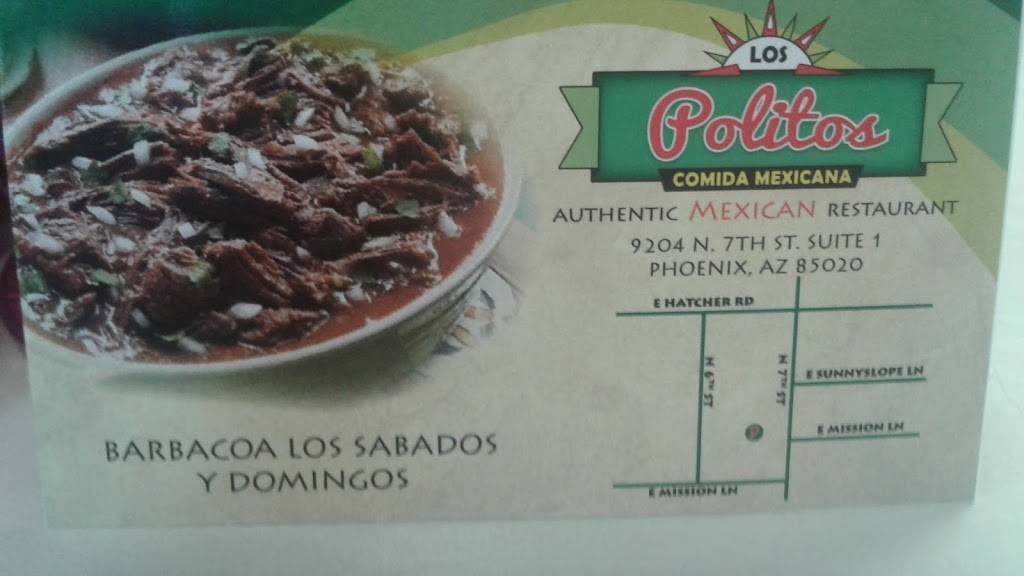 LOS
Politos
COMIDA MEXICANA
AUTHENTIC MEXICAN RESTAURANT
9204 N. 7TH ST. SUITE 1
PHOENIX, AZ 85020
E HATCHER RD
N 6TH ST
N 7TH ST
E SUNNYSLOPE LN
E MISSION LN
E MISSION LN
BARBACOA LOS SABADOS
Y DOMINGOS